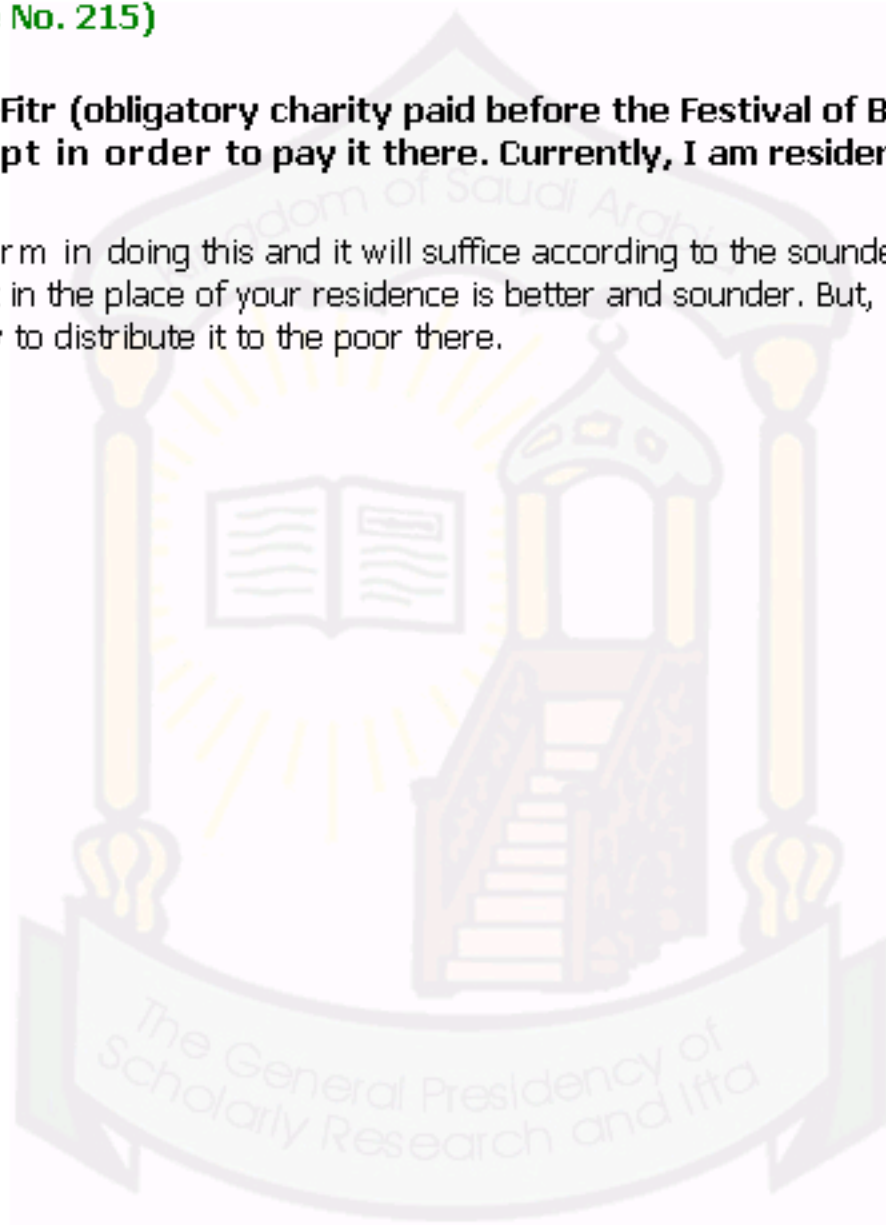 No. 215)
Fitr (obligatory charity paid before the Festival of B
pt in order to pay it there. Currently, I am residen
rm in doing this and it will suffice according to the sounde
in the place of your residence is better and sounder. But,
to distribute it to the poor there.
Kingdom of Saudi Arabia
The General Presidency of
Scholarly Research and Ifta